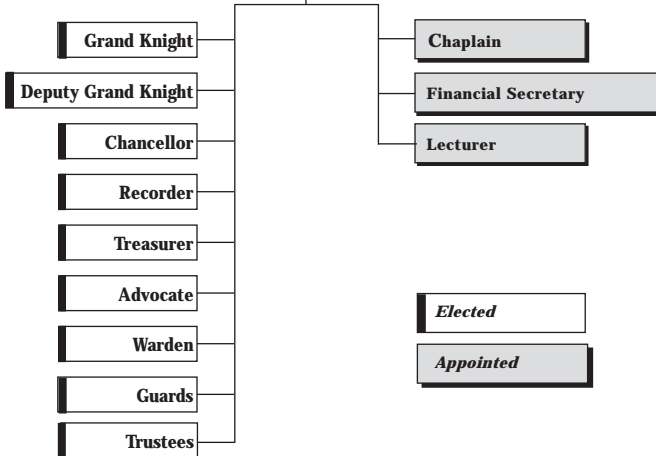 Grand Knight
Deputy Grand Knight
Chancellor
Recorder
Treasurer
Advocate
Warden
Guards
Trustees
Chaplain
Financial Secretary
Lecturer
Elected
Appointed